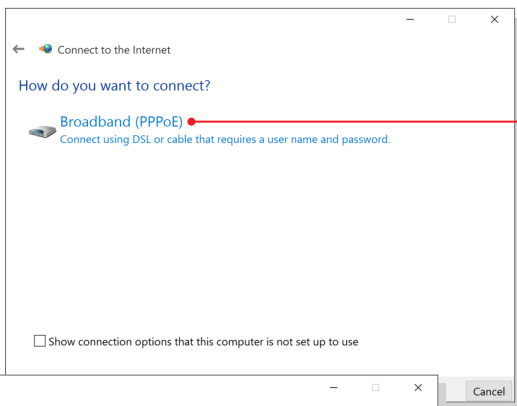 Connect to the Internet
How do you want to connect?
Broadband (PPPoE)
Connect using DSL or cable that requires a user name and password.
Show connection options that this computer is not set up to use
Cancel